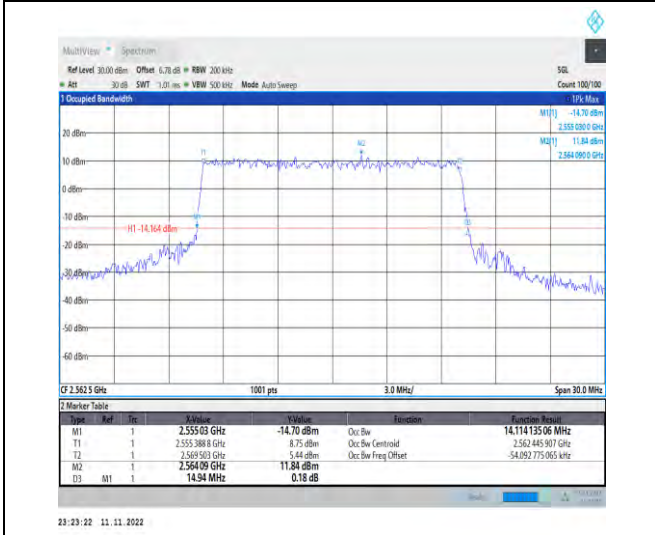 MultiView Spectrum
Ref Level 30.00 dBm Offset 6.78 dB RBW 200 kHz SGL
Att 30 dB SWT 1.01 ms VBW 500 kHz Mode Auto Sweep Count 100/100
1 Occupied Bandwidth 1Pk Max
M1[1] -14.70 dBm
2.555 030 0 GHz
M2[1] 11.84 dBm
2.564 090 0 GHz
20 dBm
M2
T1
10 dBm
0 dBm
-10 dBm
M1
H1 -14.164 dBm
D3
-20 dBm
-30 dBm
-40 dBm
-50 dBm
-60 dBm
CF 2.562 5 GHz 1001 pts 3.0 MHz/ Span 30.0 MHz
2 Marker Table
Type Ref Trc X-Value Y-Value Function Function Result
M1 1 2.555 03 GHz -14.70 dBm Occ Bw 14.114 135 06 MHz
T1 1 2.555 388 8 GHz 8.75 dBm Occ Bw Centroid 2.562 445 907 GHz
T2 1 2.569 503 GHz 5.44 dBm Occ Bw Freq Offset -54.092 775 065 kHz
M2 1 2.564 09 GHz 11.84 dBm
D3 M1 1 14.94 MHz 0.18 dB
23:23:22 11.11.2022